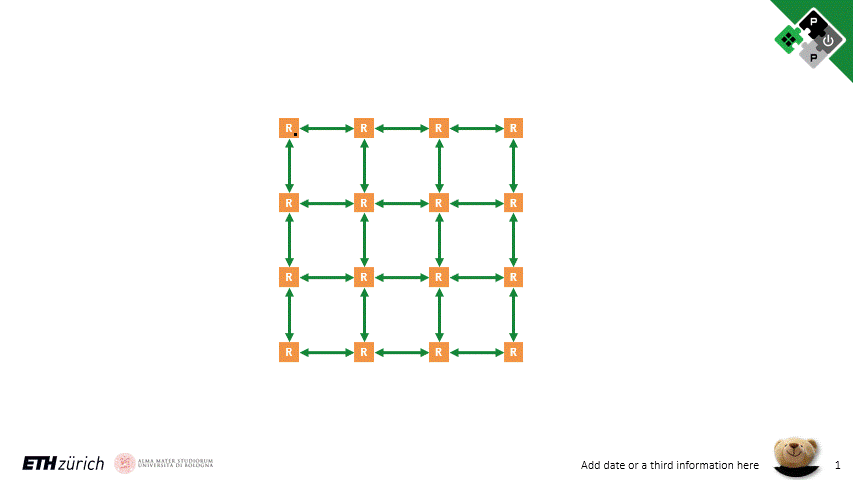 P
P
R R R R
R R R R
R R R R
R R R R
ETH zürich
ALMA MATER STUDIORUM
UNIVERSITÀ DI BOLOGNA
Add date or a third information here
1